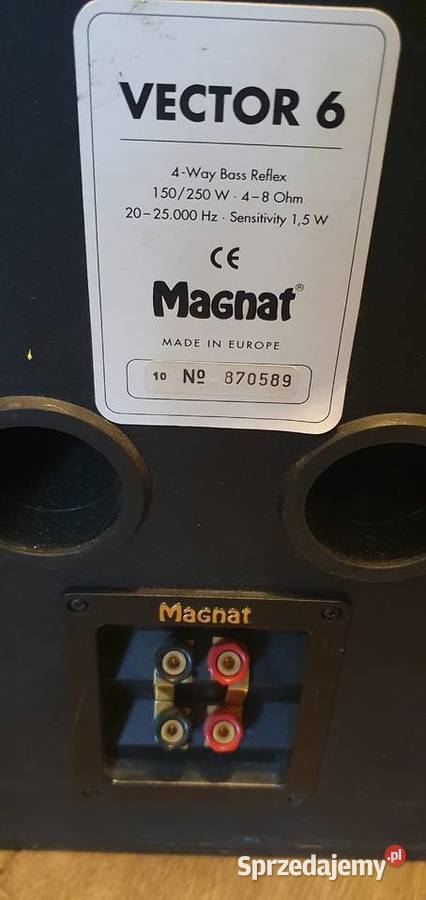 VECTOR 6
4-Way Bass Reflex
150/250 W · 4–8 Ohm
20–25.000 Hz · Sensitivity 1,5 W
CE
Magnat®
MADE IN EUROPE
10 Nº 870589
Magnat
Sprzedajemy.pl